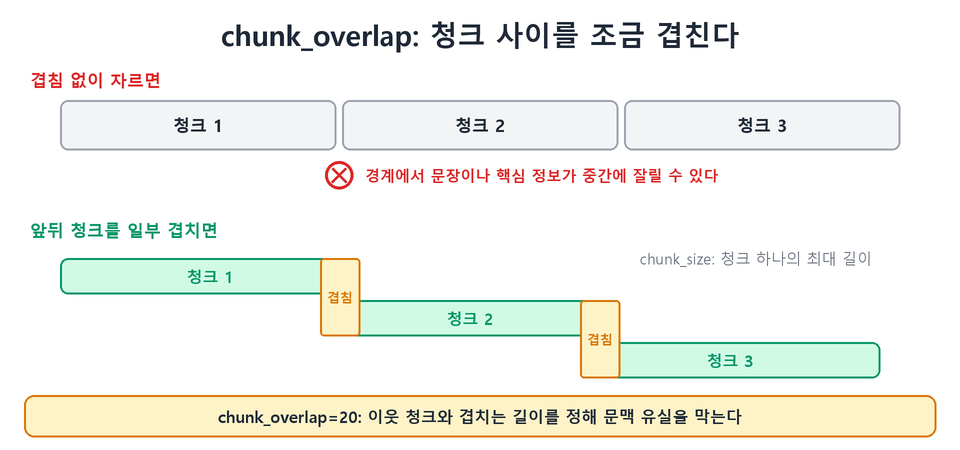 chunk_overlap: 청크 사이를 조금 겹친다
겹침 없이 자르면
청크 1
청크 2
청크 3
경계에서 문장이나 핵심 정보가 중간에 잘릴 수 있다
앞뒤 청크를 일부 겹치면
chunk_size: 청크 하나의 최대 길이
청크 1
겹침
청크 2
겹침
청크 3
chunk_overlap=20: 이웃 청크와 겹치는 길이를 정해 문맥 유실을 막는다